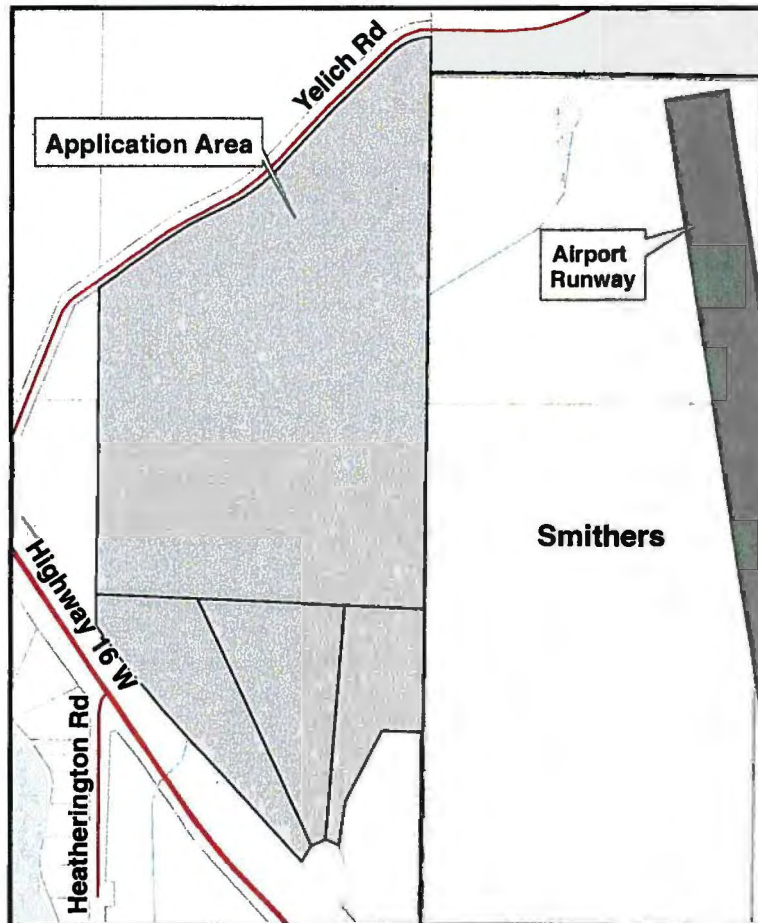 Yelich Rd
Application Area
Airport
Runway
Smithers
Highway 16 W
Heatherington Rd